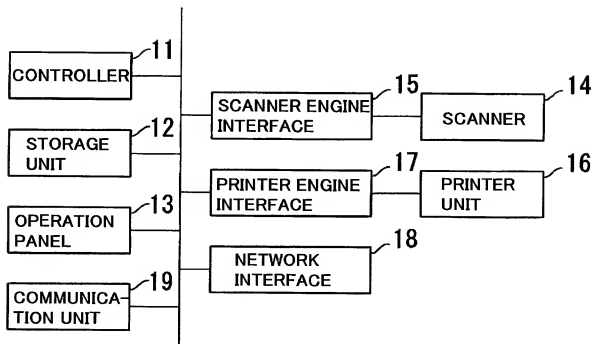 CONTROLLER
11
STORAGE
UNIT
12
OPERATION
PANEL
13
COMMUNICA-
TION UNIT
19
SCANNER ENGINE
INTERFACE
15
SCANNER
14
PRINTER ENGINE
INTERFACE
17
PRINTER
UNIT
16
NETWORK
INTERFACE
18